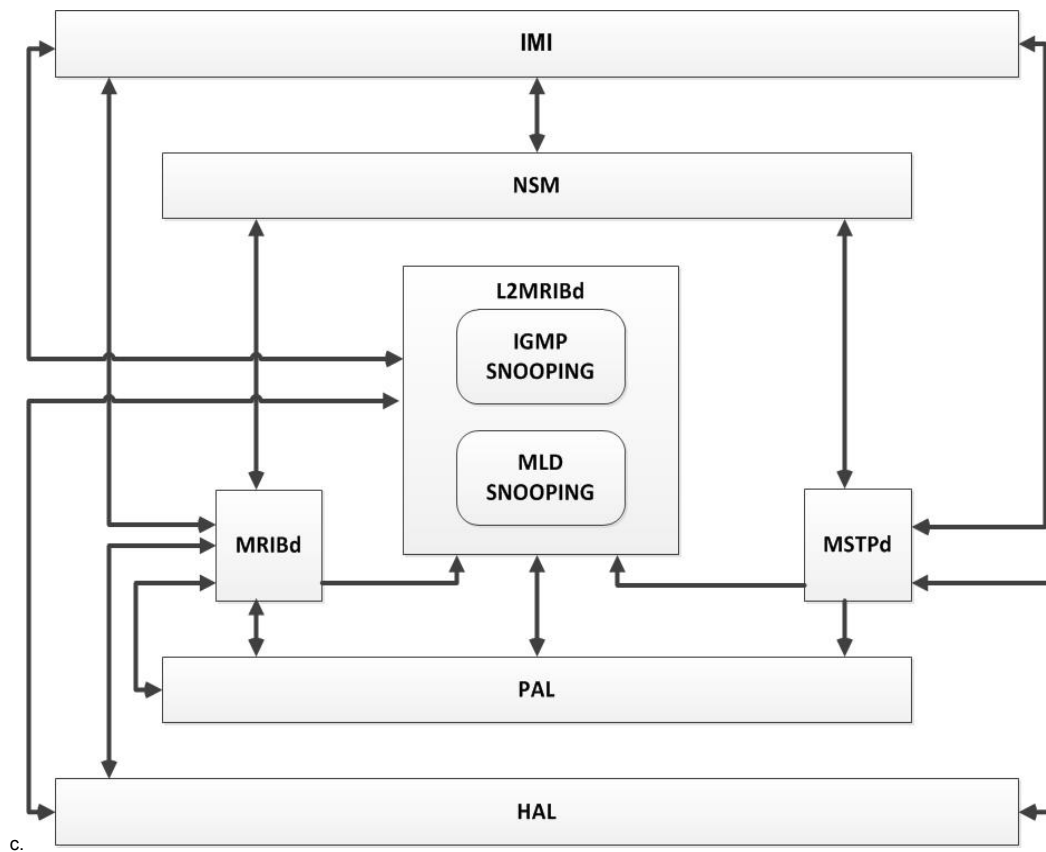 IMI
NSM
L2MRIBd
IGMP
SNOOPING
MLD
SNOOPING
MRIBd
MSTPd
PAL
HAL
c.